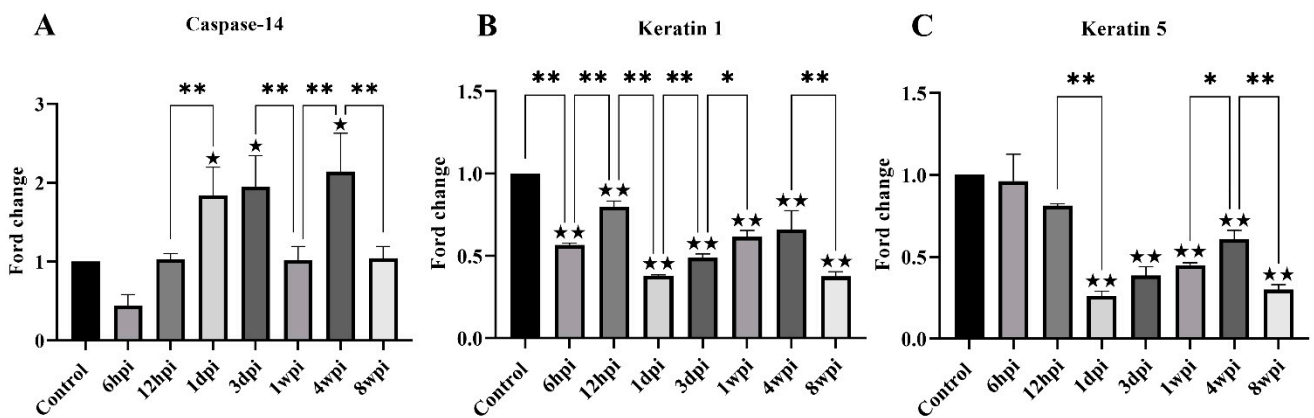 A
Caspase-14
Ford change
3
2
1
0
**
**
**
**
★
★
★
Control
6hpi
12hpi
1dpi
3dpi
1wpi
4wpi
8wpi
B
Keratin 1
Ford change
1.5
1.0
0.5
0.0
**
**
**
**
*
**
★★
★★
★★
★★
★★
★★
★★
Control
6hpi
12hpi
1dpi
3dpi
1wpi
4wpi
8wpi
C
Keratin 5
Ford change
1.5
1.0
0.5
0.0
**
*
**
★★
★★
★★
★★
★★
Control
6hpi
12hpi
1dpi
3dpi
1wpi
4wpi
8wpi